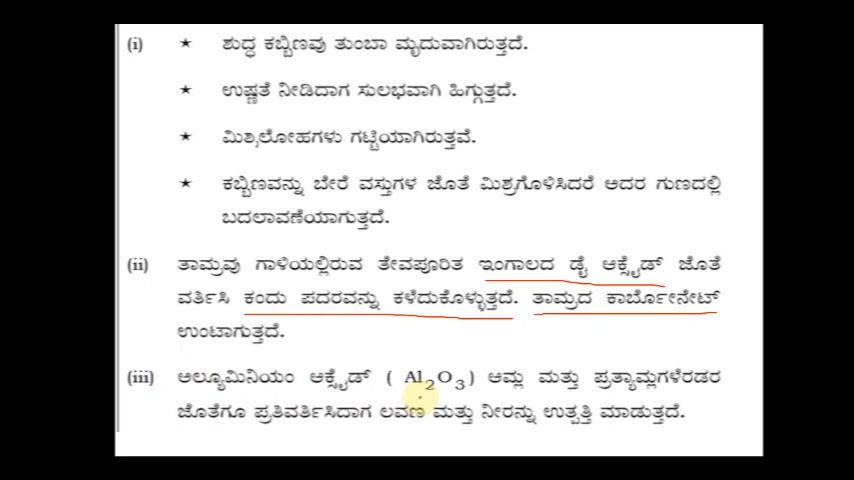 (i) ★ ಶುದ್ಧ ಕಬ್ಬಿಣವು ತುಂಬಾ ಮೃದುವಾಗಿರುತ್ತದೆ.
★ ಉಷ್ಣತೆ ನೀಡಿದಾಗ ಸುಲಭವಾಗಿ ಹಿಗ್ಗುತ್ತದೆ.
★ ಮಿಶ್ರಲೋಹಗಳು ಗಟ್ಟಿಯಾಗಿರುತ್ತವೆ.
★ ಕಬ್ಬಿಣವನ್ನು ಬೇರೆ ವಸ್ತುಗಳ ಜೊತೆ ಮಿಶ್ರಗೊಳಿಸಿದರೆ ಅದರ ಗುಣದಲ್ಲಿ
ಬದಲಾವಣೆಯಾಗುತ್ತದೆ.
(ii) ತಾಮ್ರವು ಗಾಳಿಯಲ್ಲಿರುವ ತೇವಪೂರಿತ ಇಂಗಾಲದ ಡೈ ಆಕ್ಸೈಡ್ ಜೊತೆ
ವರ್ತಿಸಿ ಕಂದು ಪದರವನ್ನು ಕಳೆದುಕೊಳ್ಳುತ್ತದೆ. ತಾಮ್ರದ ಕಾರ್ಬೋನೇಟ್
ಉಂಟಾಗುತ್ತದೆ.
(iii) ಅಲ್ಯೂಮಿನಿಯಂ ಆಕ್ಸೈಡ್ ( Al₂O₃ ) ಆಮ್ಲ ಮತ್ತು ಪ್ರತ್ಯಾಮ್ಲಗಳೆರಡರ
ಜೊತೆಗೂ ಪ್ರತಿವರ್ತಿಸಿದಾಗ ಲವಣ ಮತ್ತು ನೀರನ್ನು ಉತ್ಪತ್ತಿ ಮಾಡುತ್ತದೆ.